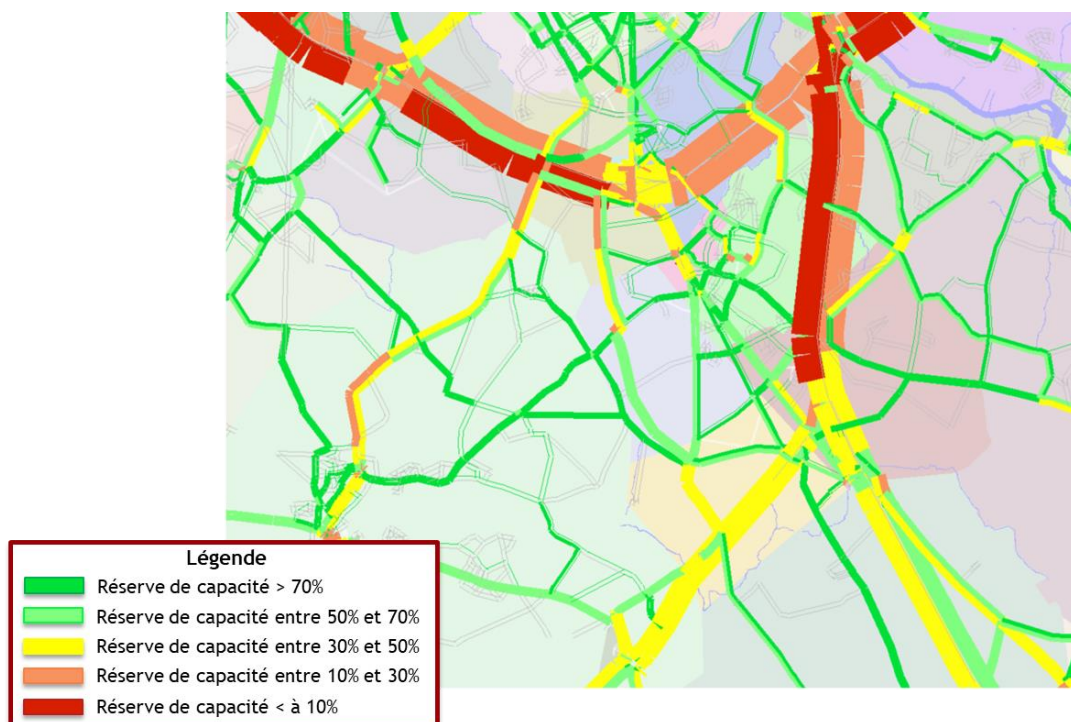 Légende
Réserve de capacité > 70%
Réserve de capacité entre 50% et 70%
Réserve de capacité entre 30% et 50%
Réserve de capacité entre 10% et 30%
Réserve de capacité < à 10%